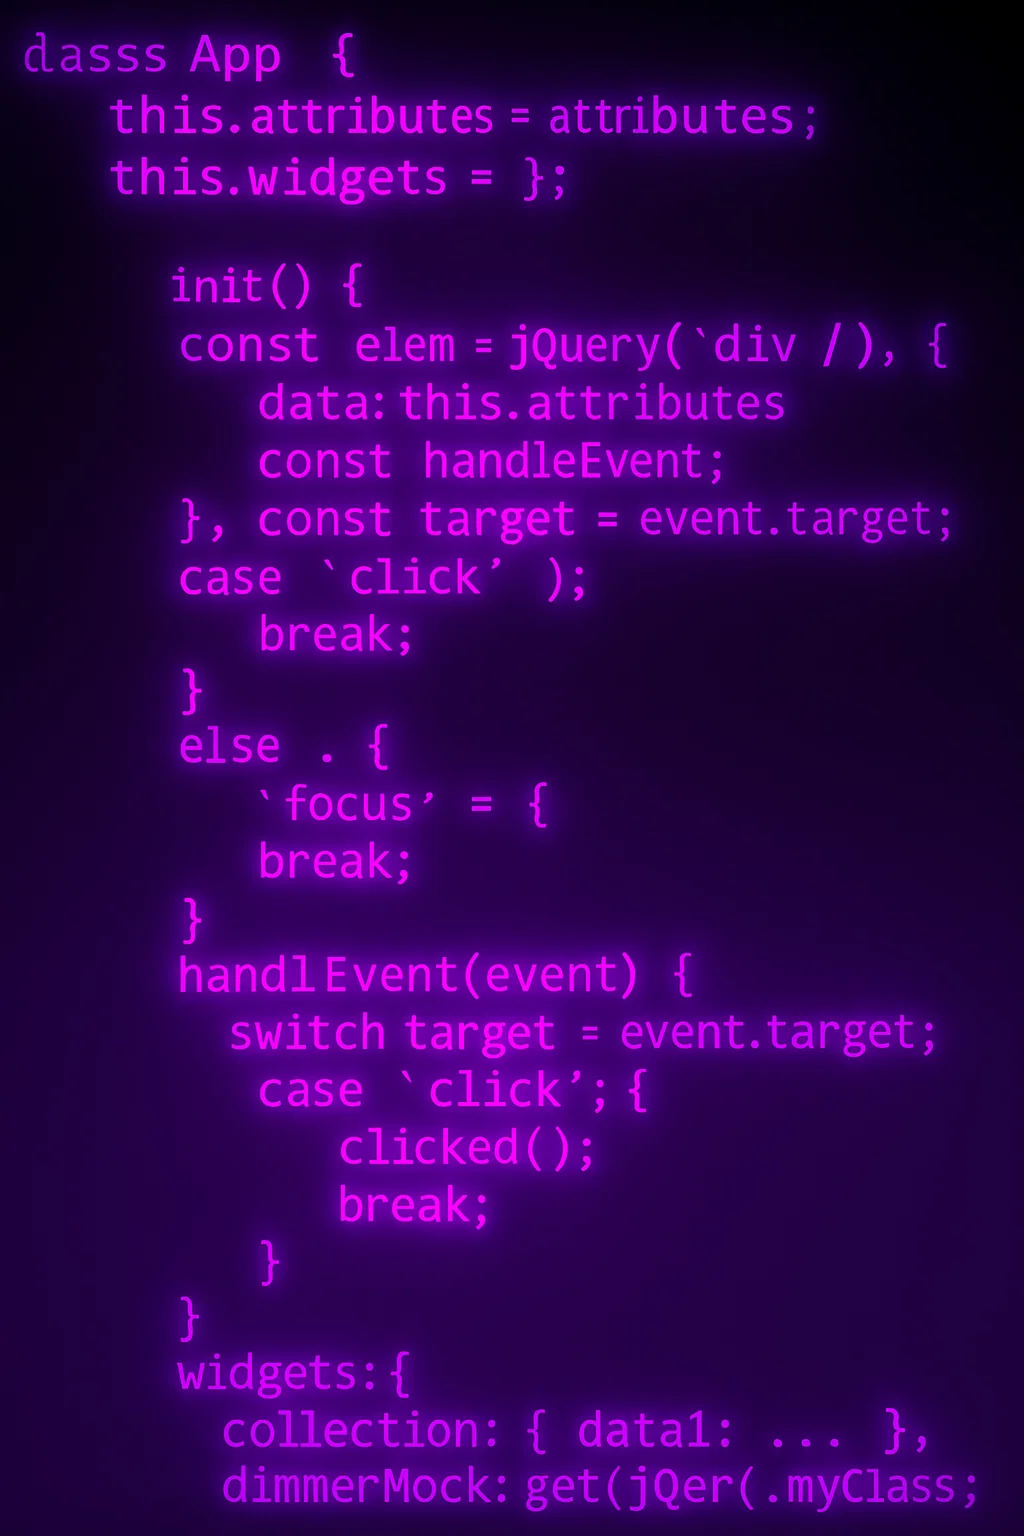 dasss App {
this.attributes = attributes;
this.widgets = };
init() {
const elem = jQuery(`div /), {
data: this.attributes
const handleEvent;
}, const target = event.target;
case `click’ );
break;
}
else . {
`focus’ = {
break;
}
handlEvent(event) {
switch target = event.target;
case `click’; {
clicked();
break;
}
}
widgets: {
collection: { data1: ... },
dimmerMock: get(jQer(.myClass;